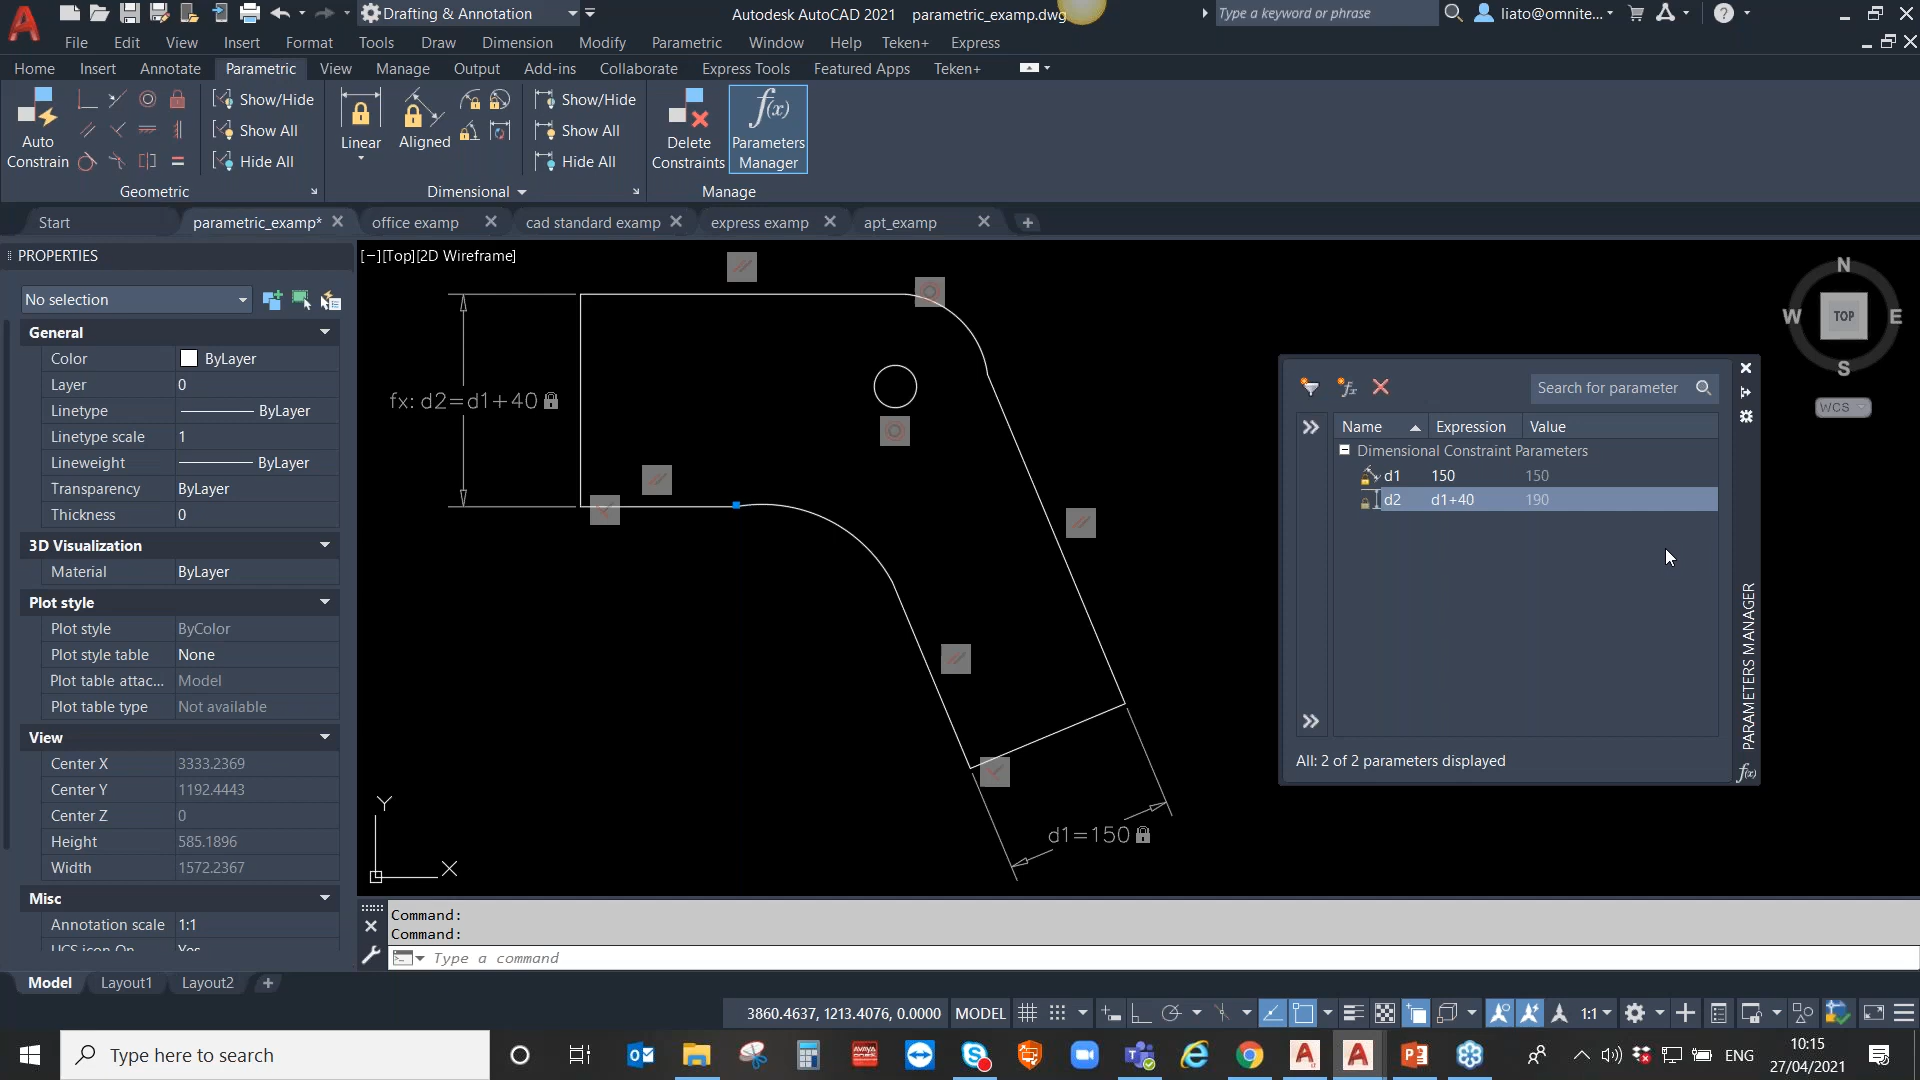 Drafting & Annotation
Autodesk AutoCAD 2021 parametric_examp.dwg
Type a keyword or phrase
liato@omnite...
File Edit View Insert Format Tools Draw Dimension Modify Parametric Window Help Teken+ Express
Home Insert Annotate Parametric View Manage Output Add-ins Collaborate Express Tools Featured Apps Teken+
Auto
Constrain
Show/Hide
Show All
Hide All
Geometric
Linear
Aligned
Show/Hide
Show All
Hide All
Dimensional
Delete
Constraints
Parameters
Manager
Manage
Start parametric_examp* office examp cad standard examp express examp apt_examp
PROPERTIES
No selection
General
Color ByLayer
Layer 0
Linetype ByLayer
Linetype scale 1
Lineweight ByLayer
Transparency ByLayer
Thickness 0
3D Visualization
Material ByLayer
Plot style
Plot style ByColor
Plot style table None
Plot table attac... Model
Plot table type Not available
View
Center X 3333.2369
Center Y 1192.4443
Center Z 0
Height 585.1896
Width 1572.2367
Misc
Annotation scale 1:1
UCS icon On Yes
[−][Top][2D Wireframe]
fx: d2=d1+40
d1=150
Y
X
N
W TOP E
S
WCS
Search for parameter
Name Expression Value
Dimensional Constraint Parameters
d1 150 150
d2 d1+40 190
All: 2 of 2 parameters displayed
PARAMETERS MANAGER
Command:
Command:
Type a command
Model Layout1 Layout2
3860.4637, 1213.4076, 0.0000 MODEL 1:1
Type here to search
ENG
10:15
27/04/2021